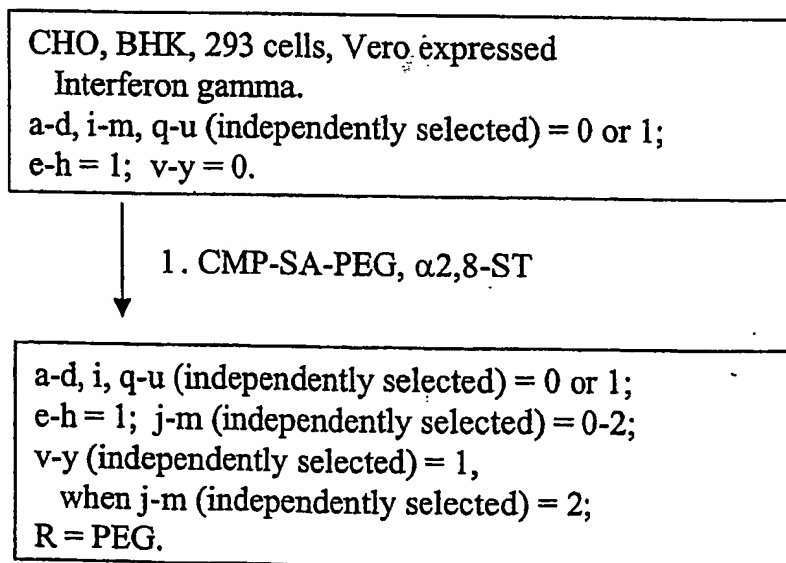 CHO, BHK, 293 cells, Vero expressed
Interferon gamma.
a-d, i-m, q-u (independently selected) = 0 or 1;
e-h = 1; v-y = 0.
1. CMP-SA-PEG, α2,8-ST
a-d, i, q-u (independently selected) = 0 or 1;
e-h = 1; j-m (independently selected) = 0-2;
v-y (independently selected) = 1,
when j-m (independently selected) = 2;
R = PEG.